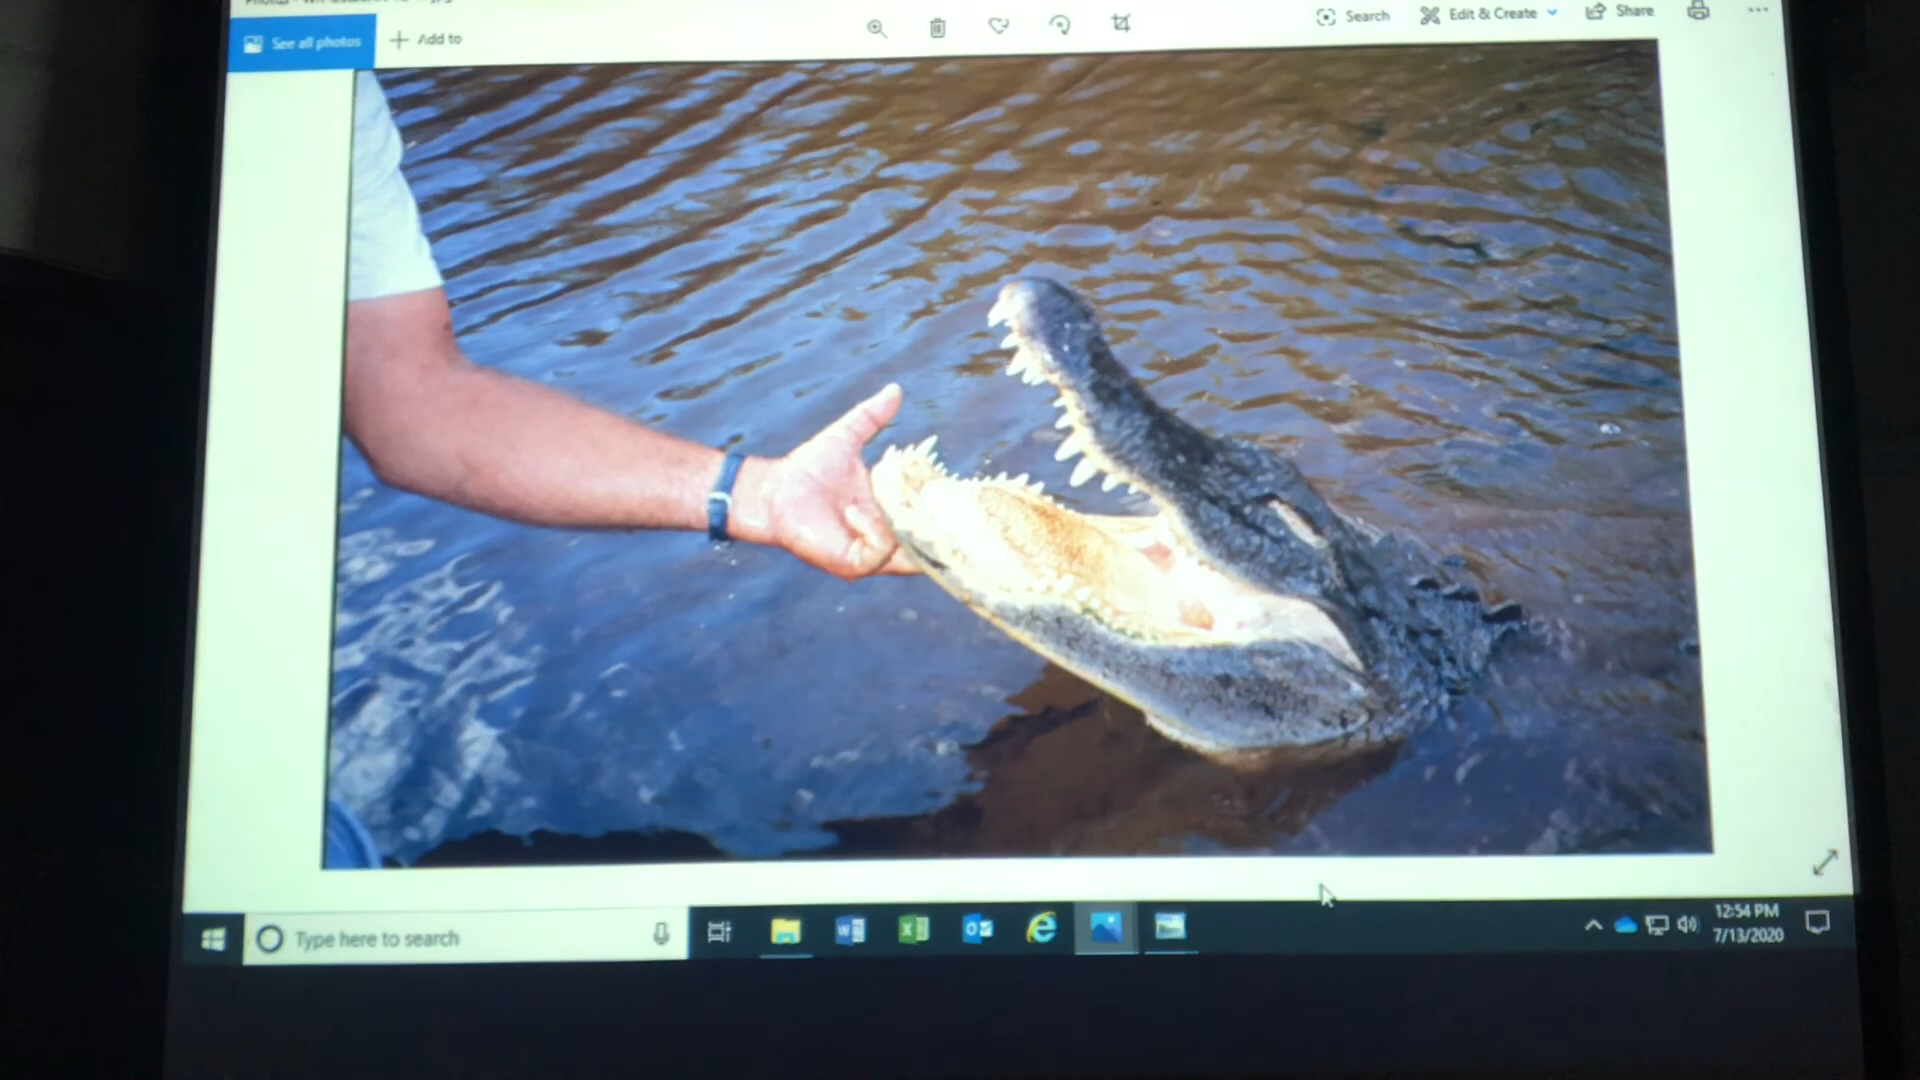 See all photos
Add to
Search
Edit & Create
Share
Type here to search
12:54 PM
7/13/2020